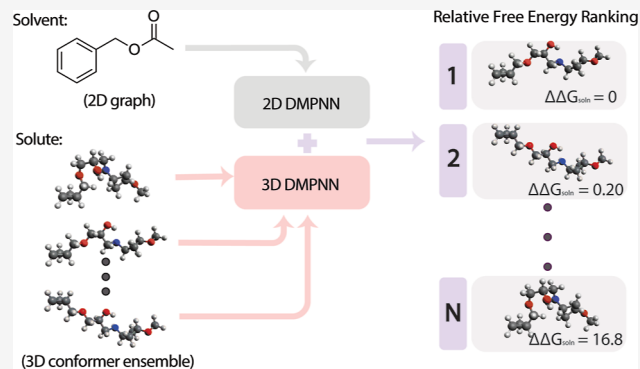 Solvent:
Relative Free Energy Ranking
O
O
(2D graph)
2D DMPNN
+
Solute:
3D DMPNN
(3D conformer ensemble)
1
ΔΔGsoln = 0
2
ΔΔGsoln = 0.20
N
ΔΔGsoln = 16.8